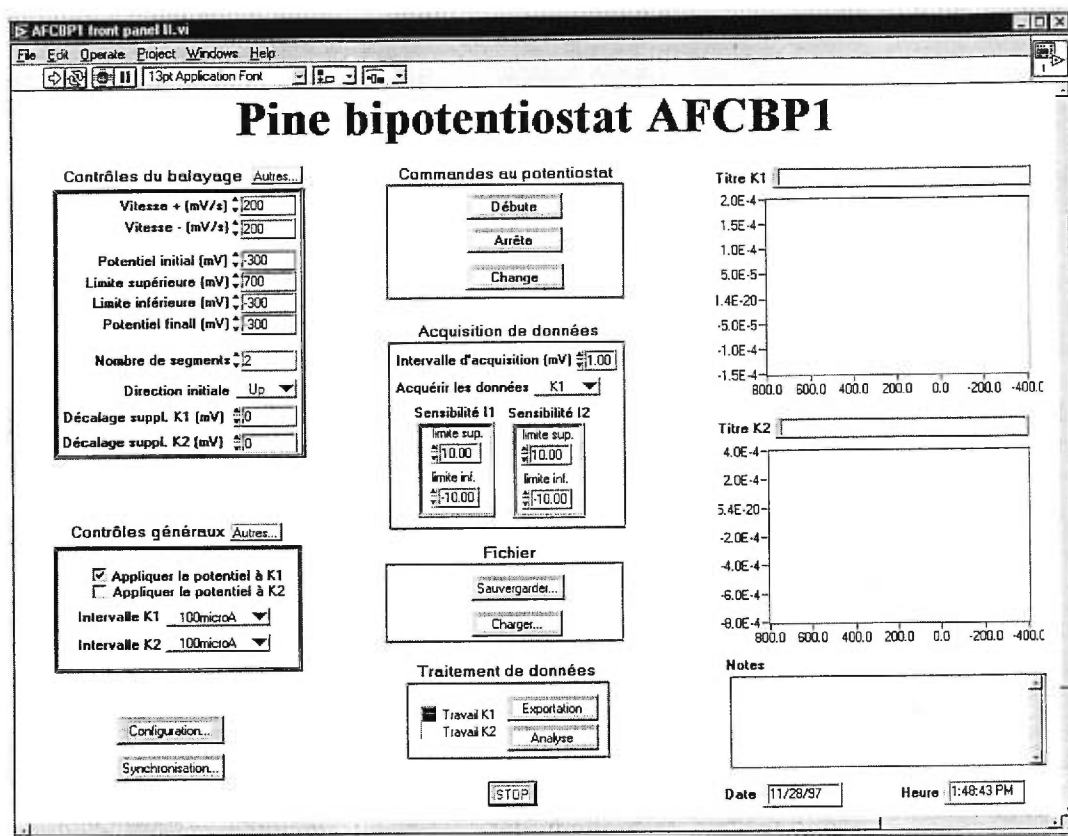 AFCBP1 front panel II.vi
File Edit Operate Project Windows Help
13pt Application Font
1
Pine bipotentiostat AFCBP1
Contrôles du balayage Autres...
Vitesse + (mV/s) 200
Vitesse - (mV/s) 200
Potentiel initial (mV) -300
Limite supérieure (mV) 700
Limite inférieure (mV) -300
Potentiel finall (mV) -300
Nombre de segments 2
Direction initiale Up
Décalage suppl. K1 (mV) 0
Décalage suppl. K2 (mV) 0
Contrôles généraux Autres...
Appliquer le potentiel à K1
Appliquer le potentiel à K2
Intervalle K1 100microA
Intervalle K2 100microA
Configuration...
Synchronisation...
Commandes au potentiostat
Débute
Arrête
Change
Acquisition de données
Intervalle d'acquisition (mV) 1.00
Acquérir les données K1
Sensibilité I1 Sensibilité I2
limite sup. limite sup.
10.00 10.00
limite inf. limite inf.
-10.00 -10.00
Fichier
Sauvergarder...
Charger...
Traitement de données
Travail K1 Exportation
Travail K2 Analyse
STOP
Titre K1
2.0E-4
1.5E-4
1.0E-4
5.0E-5
1.4E-20
-5.0E-5
-1.0E-4
-1.5E-4
800.0 600.0 400.0 200.0 0.0 -200.0 -400.0
Titre K2
4.0E-4
2.0E-4
5.4E-20
-2.0E-4
-4.0E-4
-6.0E-4
-8.0E-4
800.0 600.0 400.0 200.0 0.0 -200.0 -400.0
Notes
Date 11/28/97 Heure 1:48:43 PM